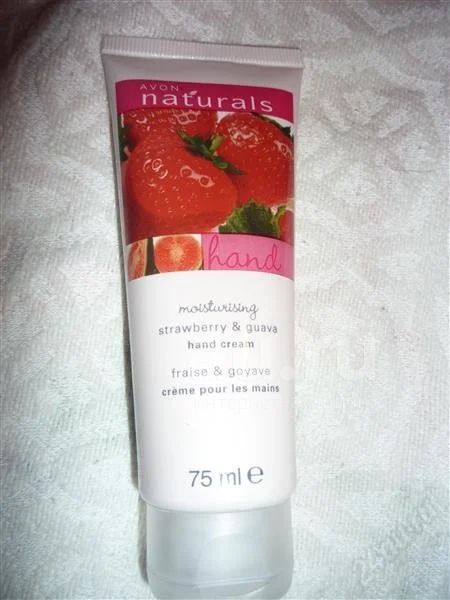 AVON
naturals
hand
moisturising
strawberry & guava
hand cream
fraise & goyave
crème pour les mains
75 ml e